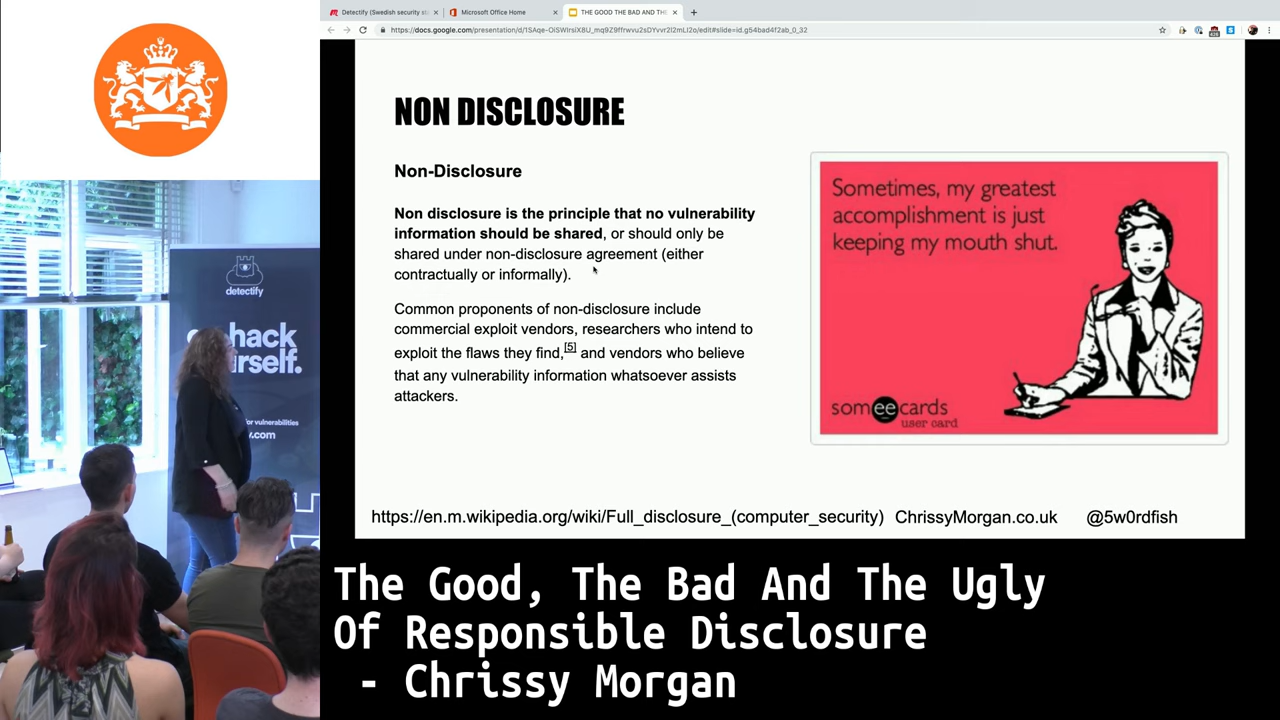 Detectify (Swedish security st
Microsoft Office Home
THE GOOD THE BAD AND TH
NON DISCLOSURE
Non-Disclosure
Non disclosure is the principle that no vulnerability
information should be shared, or should only be
shared under non-disclosure agreement (either
contractually or informally).
Common proponents of non-disclosure include
commercial exploit vendors, researchers who intend to
exploit the flaws they find,[5] and vendors who believe
that any vulnerability information whatsoever assists
attackers.
Sometimes, my greatest
accomplishment is just
keeping my mouth shut.
someecards
user card
https://en.m.wikipedia.org/wiki/Full_disclosure_(computer_security) ChrissyMorgan.co.uk @5w0rdfish
detectify
hack
rself.
for vulnerabilities
.com
The Good, The Bad And The Ugly
Of Responsible Disclosure
- Chrissy Morgan